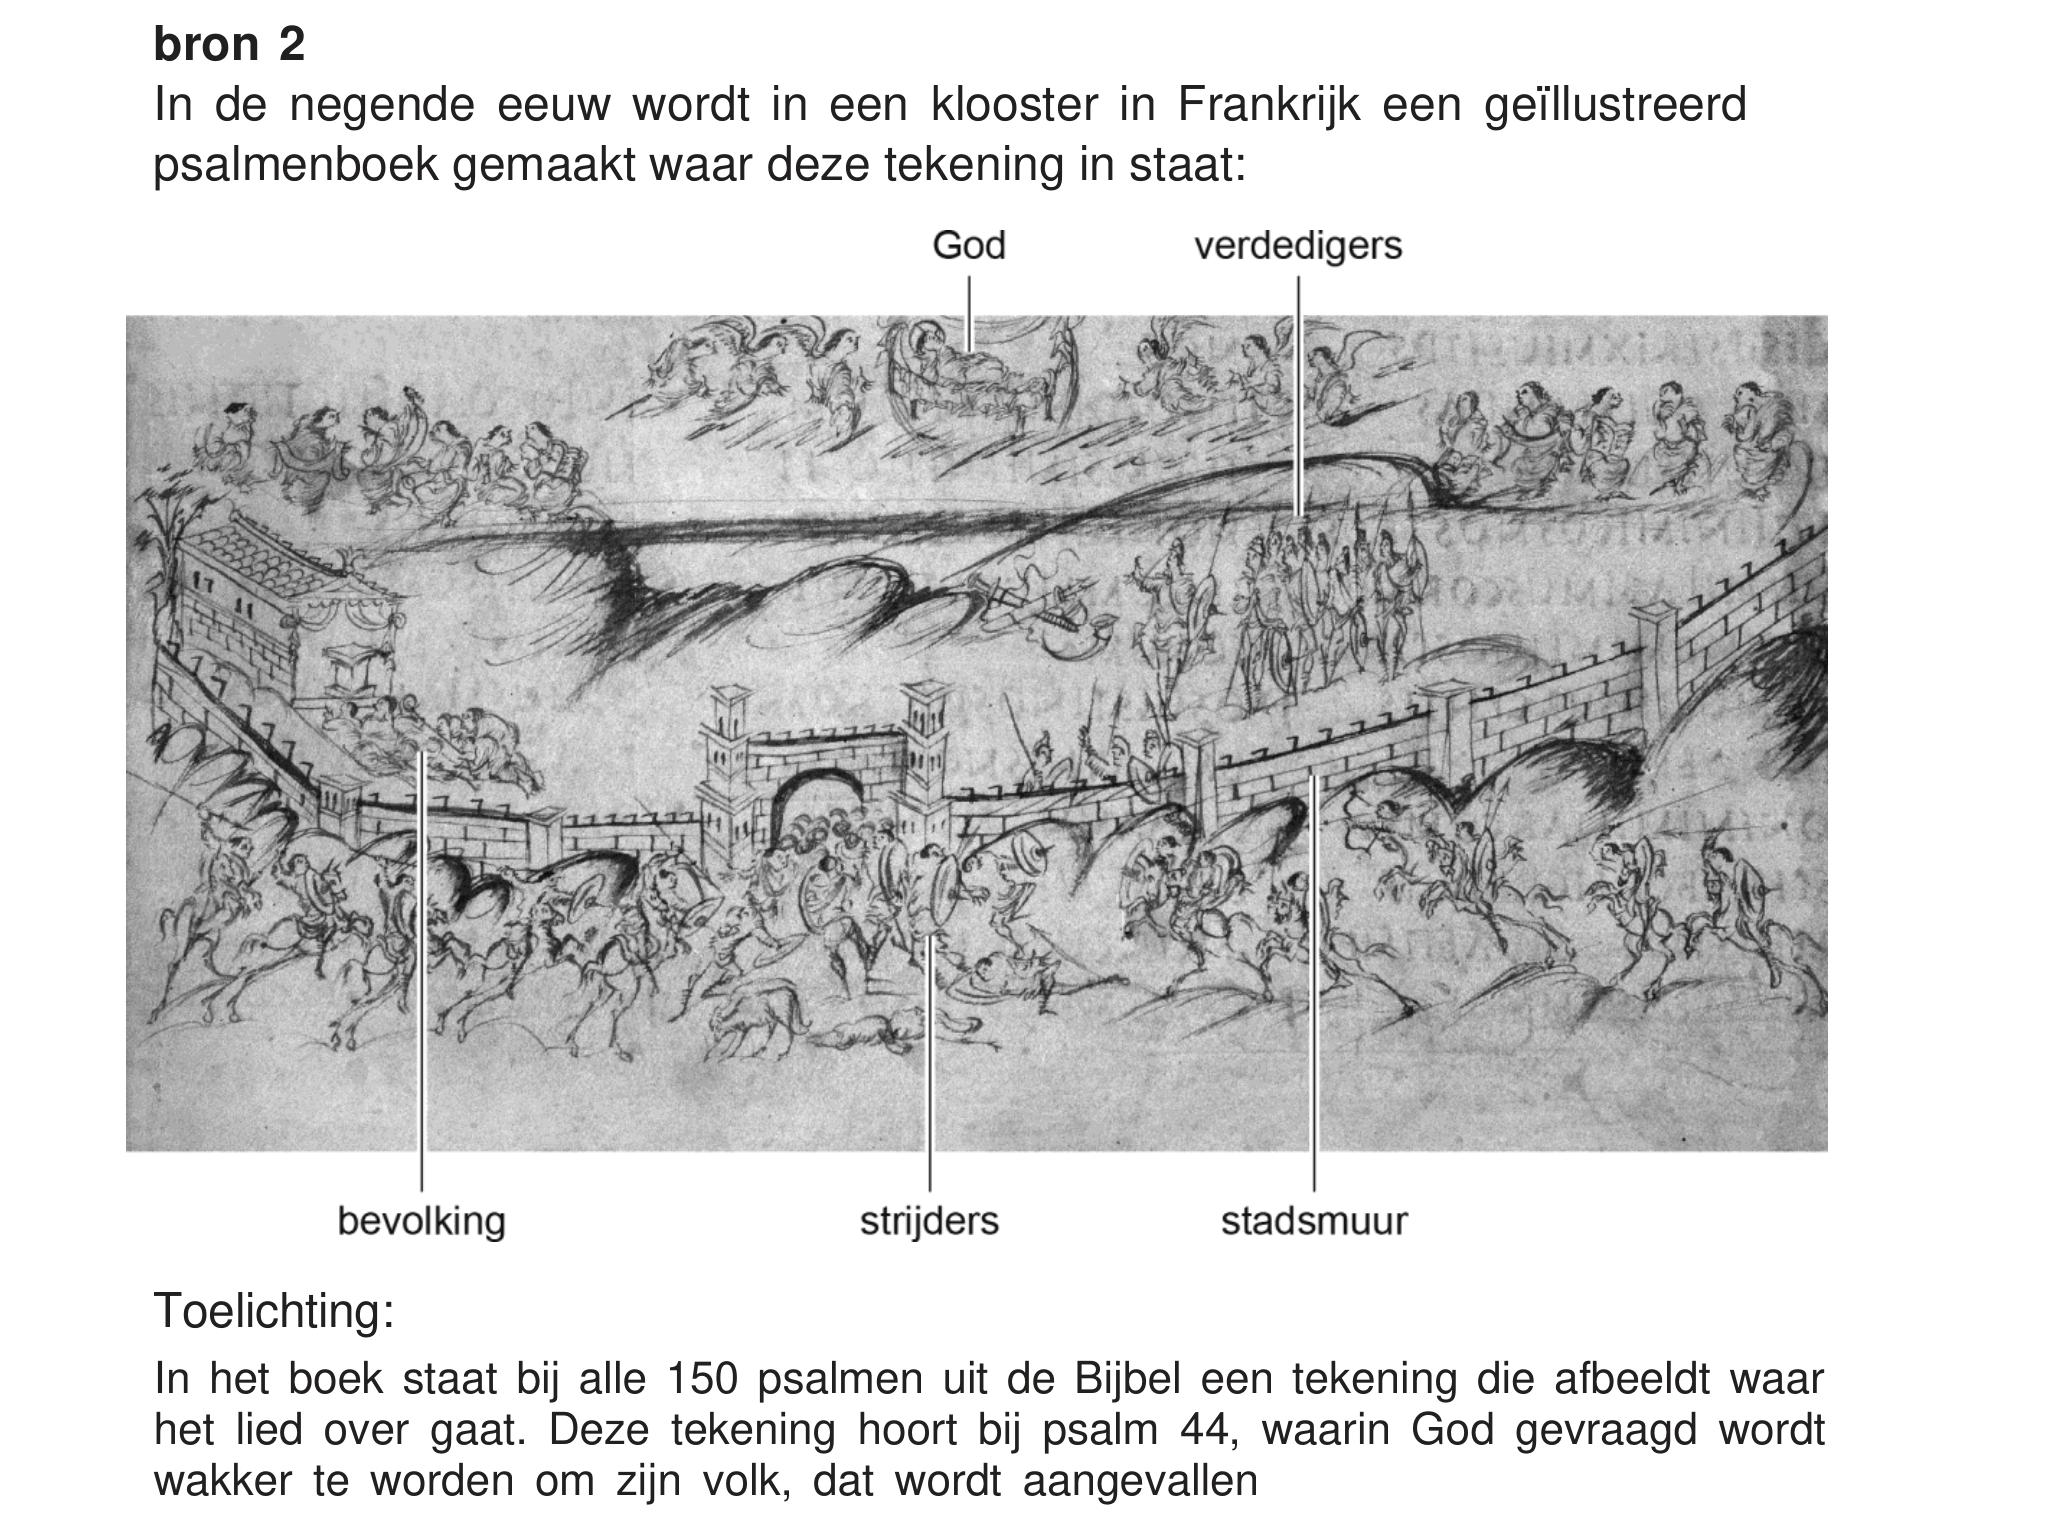 bron 2
In de negende eeuw wordt in een klooster in Frankrijk een geïllustreerd
psalmenboek gemaakt waar deze tekening in staat:
God
verdedigers
bevolking
strijders
stadsmuur
Toelichting:
In het boek staat bij alle 150 psalmen uit de Bijbel een tekening die afbeeldt waar
het lied over gaat. Deze tekening hoort bij psalm 44, waarin God gevraagd wordt
wakker te worden om zijn volk, dat wordt aangevallen